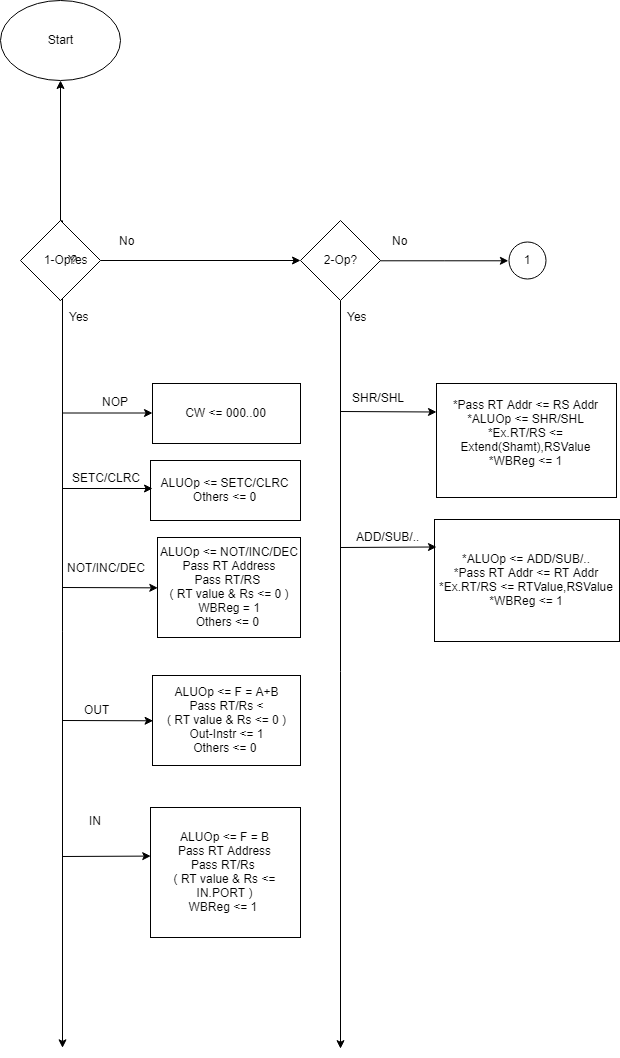 Start
1-Op?
Yes
No
2-Op?
No
1
Yes
Yes
NOP
CW <= 000..00
SHR/SHL
*Pass RT Addr <= RS Addr
*ALUOp <= SHR/SHL
*Ex.RT/RS <=
Extend(Shamt),RSValue
*WBReg <= 1
SETC/CLRC
ALUOp <= SETC/CLRC
Others <= 0
NOT/INC/DEC
ALUOp <= NOT/INC/DEC
Pass RT Address
Pass RT/RS
( RT value & Rs <= 0 )
WBReg = 1
Others <= 0
ADD/SUB/..
*ALUOp <= ADD/SUB/..
*Pass RT Addr <= RT Addr
*Ex.RT/RS <= RTValue,RSValue
*WBReg <= 1
OUT
ALUOp <= F = A+B
Pass RT/Rs <
( RT value & Rs <= 0 )
Out-Instr <= 1
Others <= 0
IN
ALUOp <= F = B
Pass RT Address
Pass RT/Rs
( RT value & Rs <=
IN.PORT )
WBReg <= 1